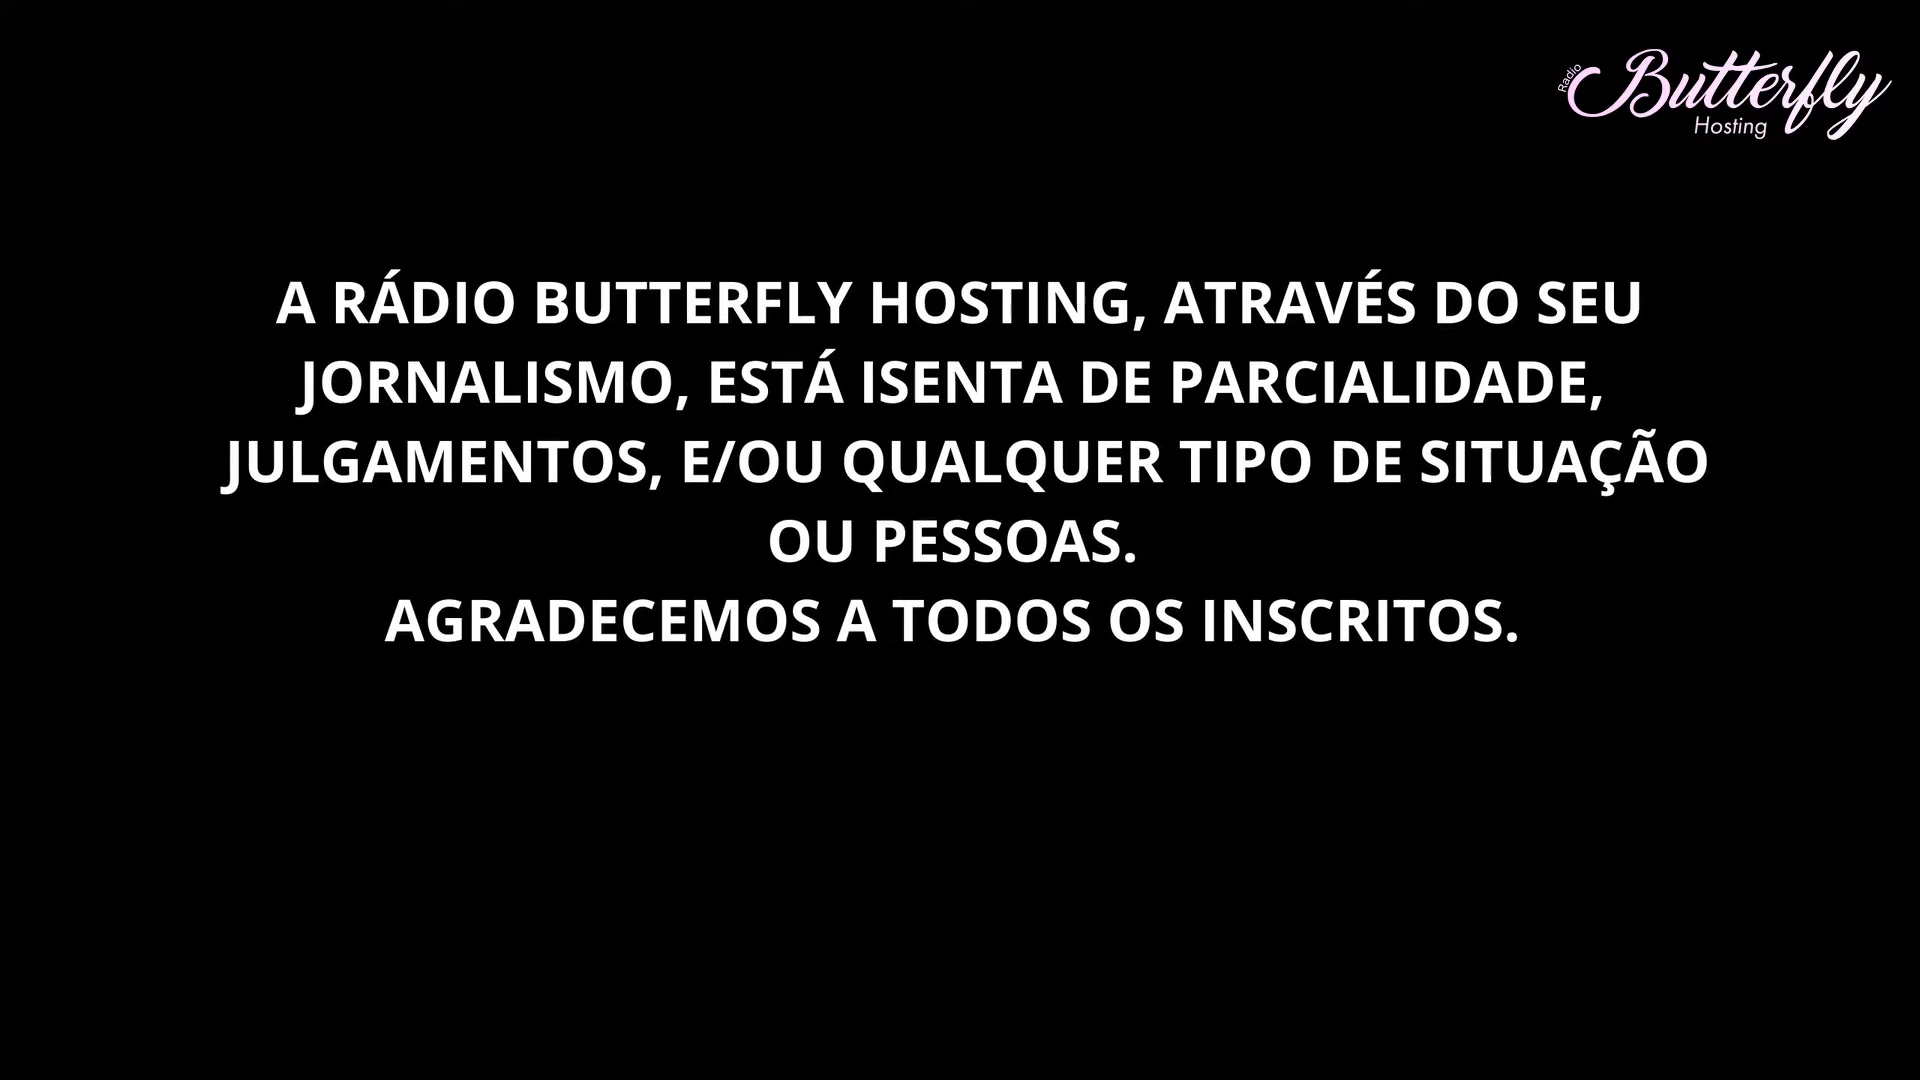 Radio
Butterfly
Hosting
A RÁDIO BUTTERFLY HOSTING, ATRAVÉS DO SEU
JORNALISMO, ESTÁ ISENTA DE PARCIALIDADE,
JULGAMENTOS, E/OU QUALQUER TIPO DE SITUAÇÃO
OU PESSOAS.
AGRADECEMOS A TODOS OS INSCRITOS.